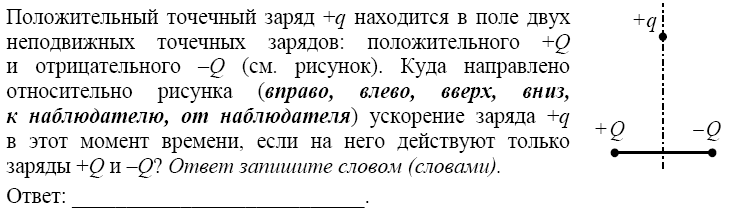 Положительный точечный заряд +q находится в поле двух
неподвижных точечных зарядов: положительного +Q
и отрицательного –Q (см. рисунок). Куда направлено
относительно рисунка (вправо, влево, вверх, вниз,
к наблюдателю, от наблюдателя) ускорение заряда +q
в этот момент времени, если на него действуют только
заряды +Q и –Q? Ответ запишите словом (словами).
Ответ: ____________________________.
+q
+Q
–Q